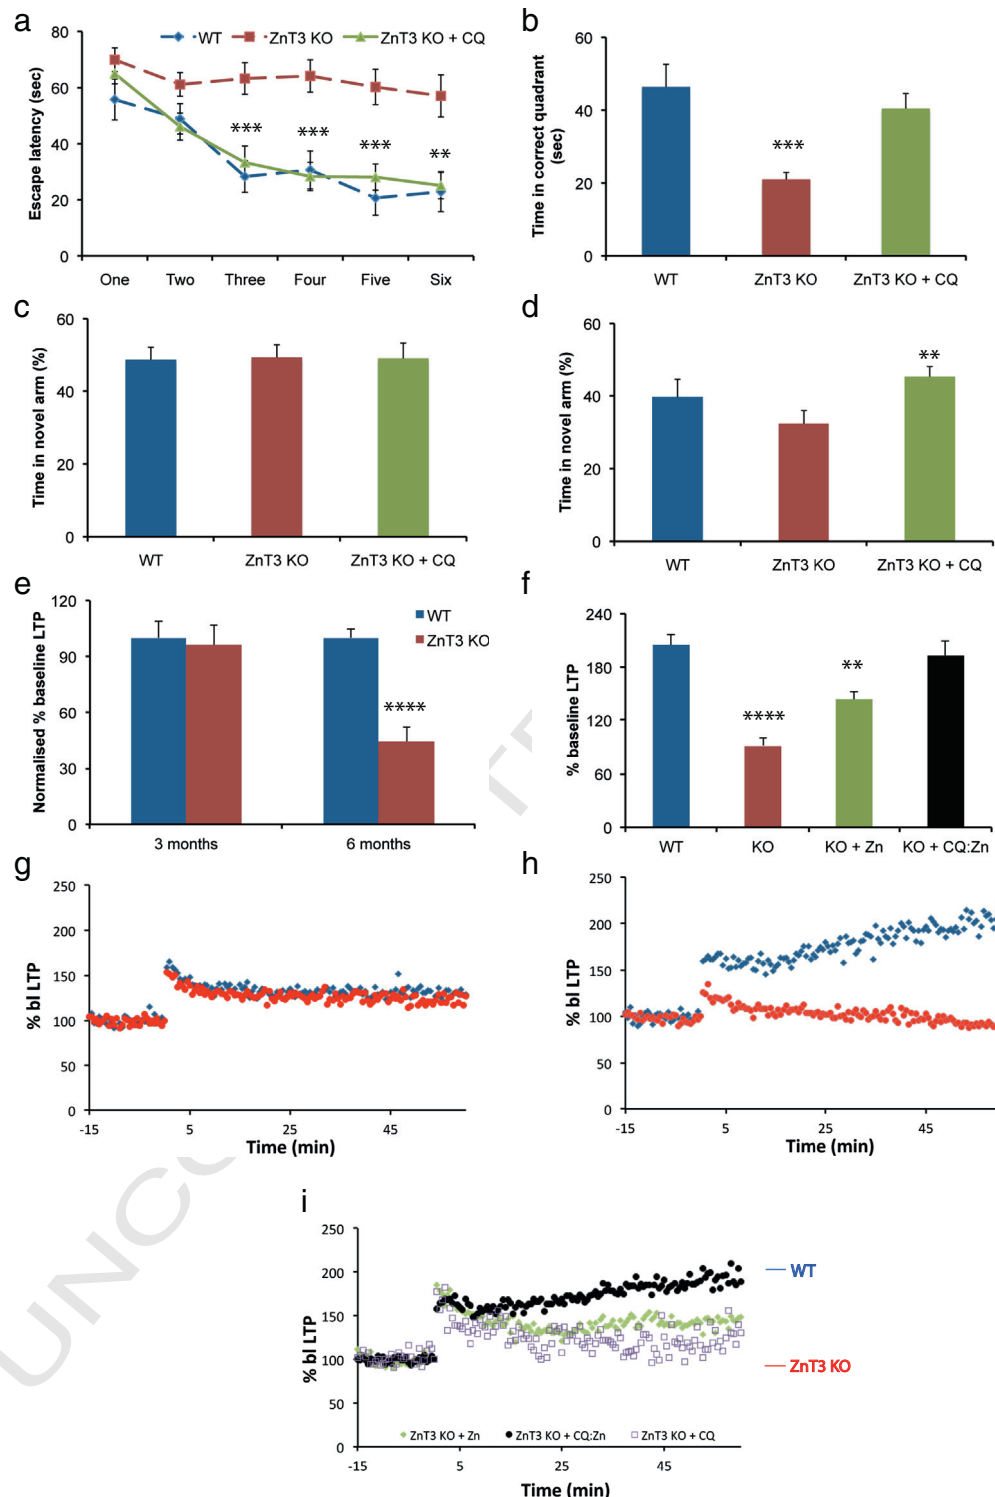 a
WT ZnT3 KO ZnT3 KO + CQ
80
60
40
20
0
Escape latency (sec)
*** *** *** **
One Two Three Four Five Six
b
60
40
20
0
Time in correct quadrant
(sec)
***
WT ZnT3 KO ZnT3 KO + CQ
c
60
40
20
0
Time in novel arm (%)
WT ZnT3 KO ZnT3 KO + CQ
d
60
40
20
0
Time in novel arm (%)
**
WT ZnT3 KO ZnT3 KO + CQ
e
120
90
60
30
0
Normalised % baseline LTP
WT
ZnT3 KO
****
3 months 6 months
f
240
180
120
60
0
% baseline LTP
****
**
WT KO KO + Zn KO + CQ:Zn
g
250
200
150
100
50
0
% bl LTP
-15 5 25 45
Time (min)
h
250
200
150
100
50
0
% bl LTP
-15 5 25 45
Time (min)
i
250
200
150
100
50
0
% bl LTP
WT
ZnT3 KO
ZnT3 KO + Zn ZnT3 KO + CQ:Zn ZnT3 KO + CQ
-15 5 25 45
Time (min)